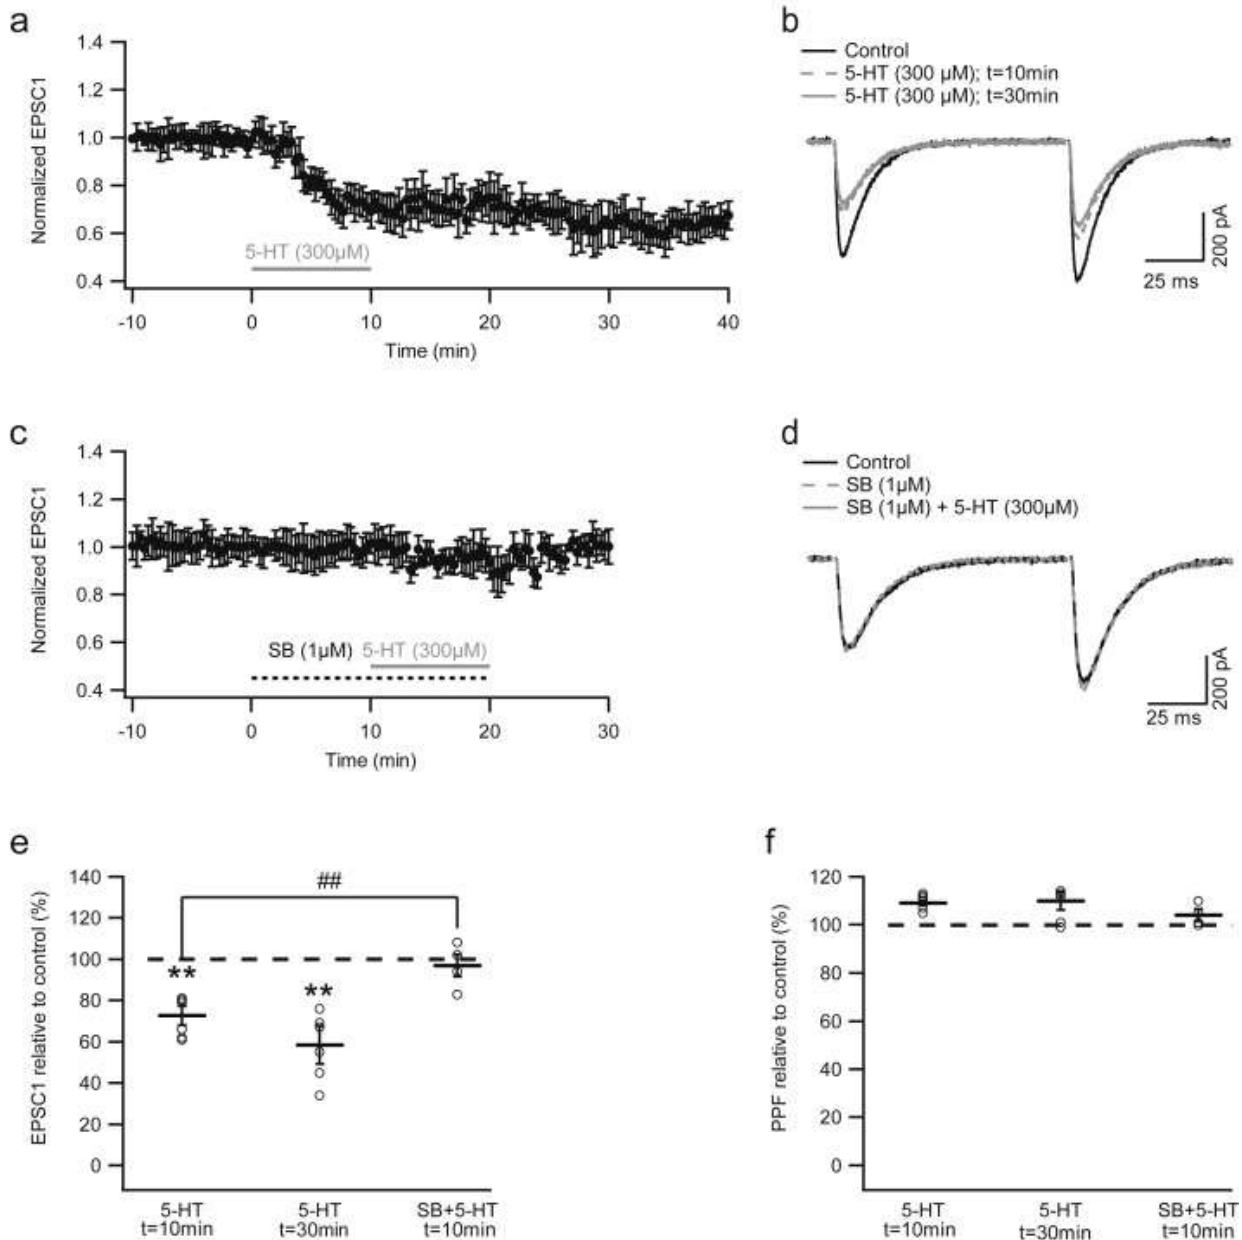 a
1.4
1.2
1.0
0.8
0.6
0.4
Normalized EPSC1
5-HT (300µM)
-10 0 10 20 30 40
Time (min)
b
Control
5-HT (300 µM); t=10min
5-HT (300 µM); t=30min
200 pA
25 ms
c
1.4
1.2
1.0
0.8
0.6
0.4
Normalized EPSC1
SB (1µM) 5-HT (300µM)
-10 0 10 20 30
Time (min)
d
Control
SB (1µM)
SB (1µM) + 5-HT (300µM)
200 pA
25 ms
e
140
120
100
80
60
40
20
0
EPSC1 relative to control (%)
##
**
**
5-HT 5-HT SB+5-HT
t=10min t=30min t=10min
f
120
100
80
60
40
20
0
PPF relative to control (%)
5-HT 5-HT SB+5-HT
t=10min t=30min t=10min